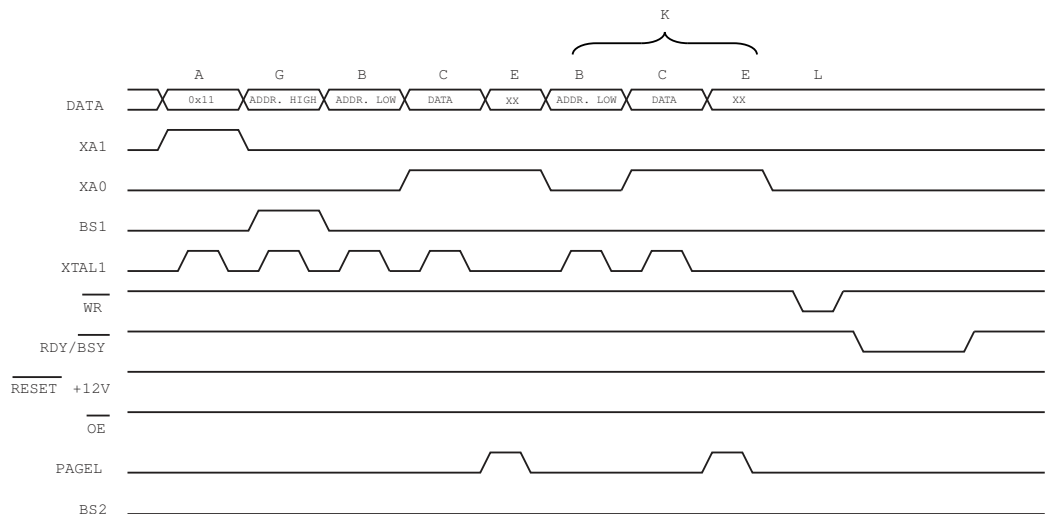 K
A G B C E B C E L
DATA 0x11 ADDR. HIGH ADDR. LOW DATA XX ADDR. LOW DATA XX
XA1
XA0
BS1
XTAL1
WR
RDY/BSY
RESET +12V
OE
PAGEL
BS2